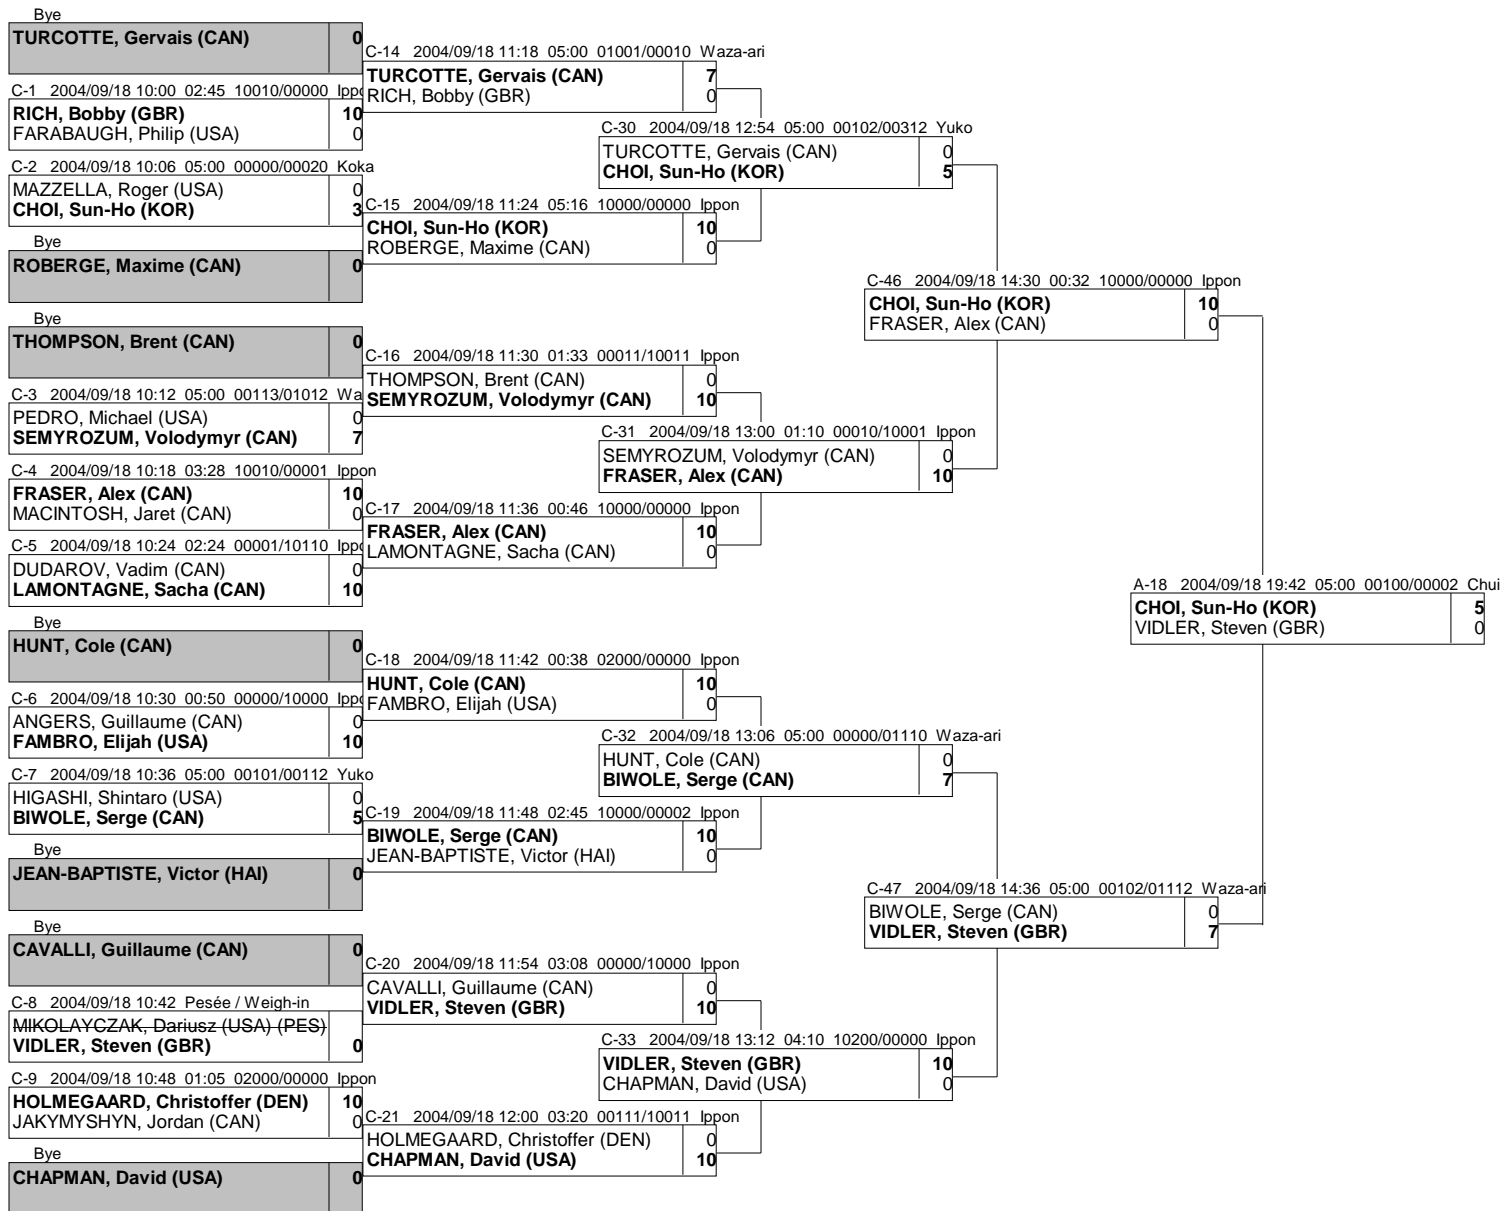 Bye
TURCOTTE, Gervais (CAN) 0
C-1 2004/09/18 10:00 02:45 10010/00000 Ippo
RICH, Bobby (GBR) 10
FARABAUGH, Philip (USA) 0
C-2 2004/09/18 10:06 05:00 00000/00020 Koka
MAZZELLA, Roger (USA) 0
CHOI, Sun-Ho (KOR) 3
Bye
ROBERGE, Maxime (CAN) 0
Bye
THOMPSON, Brent (CAN) 0
C-3 2004/09/18 10:12 05:00 00113/01012 Wa
PEDRO, Michael (USA) 0
SEMYROZUM, Volodymyr (CAN) 7
C-4 2004/09/18 10:18 03:28 10010/00001 Ippon
FRASER, Alex (CAN) 10
MACINTOSH, Jaret (CAN) 0
C-5 2004/09/18 10:24 02:24 00001/10110 Ippo
DUDAROV, Vadim (CAN) 0
LAMONTAGNE, Sacha (CAN) 10
Bye
HUNT, Cole (CAN) 0
C-6 2004/09/18 10:30 00:50 00000/10000 Ippo
ANGERS, Guillaume (CAN) 0
FAMBRO, Elijah (USA) 10
C-7 2004/09/18 10:36 05:00 00101/00112 Yuko
HIGASHI, Shintaro (USA) 0
BIWOLE, Serge (CAN) 5
Bye
JEAN-BAPTISTE, Victor (HAI) 0
Bye
CAVALLI, Guillaume (CAN) 0
C-8 2004/09/18 10:42 Pesée / Weigh-in
MIKOLAYCZAK, Dariusz (USA) (PES)
VIDLER, Steven (GBR) 0
C-9 2004/09/18 10:48 01:05 02000/00000 Ippon
HOLMEGAARD, Christoffer (DEN) 10
JAKYMYSHYN, Jordan (CAN) 0
Bye
CHAPMAN, David (USA) 0
C-14 2004/09/18 11:18 05:00 01001/00010 Waza-ari
TURCOTTE, Gervais (CAN) 7
RICH, Bobby (GBR) 0
C-15 2004/09/18 11:24 05:16 10000/00000 Ippon
CHOI, Sun-Ho (KOR) 10
ROBERGE, Maxime (CAN) 0
C-16 2004/09/18 11:30 01:33 00011/10011 Ippon
THOMPSON, Brent (CAN) 0
SEMYROZUM, Volodymyr (CAN) 10
C-17 2004/09/18 11:36 00:46 10000/00000 Ippon
FRASER, Alex (CAN) 10
LAMONTAGNE, Sacha (CAN) 0
C-18 2004/09/18 11:42 00:38 02000/00000 Ippon
HUNT, Cole (CAN) 10
FAMBRO, Elijah (USA) 0
C-19 2004/09/18 11:48 02:45 10000/00002 Ippon
BIWOLE, Serge (CAN) 10
JEAN-BAPTISTE, Victor (HAI) 0
C-20 2004/09/18 11:54 03:08 00000/10000 Ippon
CAVALLI, Guillaume (CAN) 0
VIDLER, Steven (GBR) 10
C-21 2004/09/18 12:00 03:20 00111/10011 Ippon
HOLMEGAARD, Christoffer (DEN) 0
CHAPMAN, David (USA) 10
C-30 2004/09/18 12:54 05:00 00102/00312 Yuko
TURCOTTE, Gervais (CAN) 0
CHOI, Sun-Ho (KOR) 5
C-31 2004/09/18 13:00 01:10 00010/10001 Ippon
SEMYROZUM, Volodymyr (CAN) 0
FRASER, Alex (CAN) 10
C-32 2004/09/18 13:06 05:00 00000/01110 Waza-ari
HUNT, Cole (CAN) 0
BIWOLE, Serge (CAN) 7
C-33 2004/09/18 13:12 04:10 10200/00000 Ippon
VIDLER, Steven (GBR) 10
CHAPMAN, David (USA) 0
C-46 2004/09/18 14:30 00:32 10000/00000 Ippon
CHOI, Sun-Ho (KOR) 10
FRASER, Alex (CAN) 0
C-47 2004/09/18 14:36 05:00 00102/01112 Waza-ari
BIWOLE, Serge (CAN) 0
VIDLER, Steven (GBR) 7
A-18 2004/09/18 19:42 05:00 00100/00002 Chui
CHOI, Sun-Ho (KOR) 5
VIDLER, Steven (GBR) 0